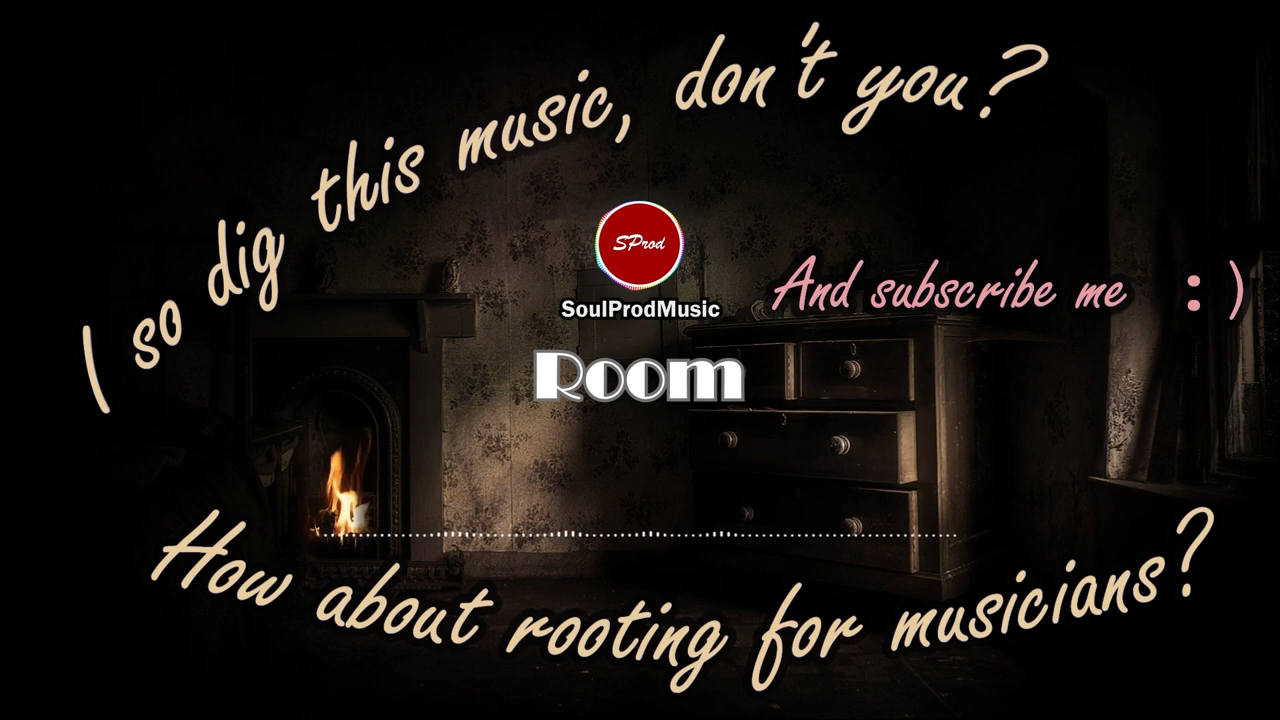 I so dig this music, don't you?
SProd
SoulProdMusic
And subscribe me : )
Room
How about rooting for musicians?